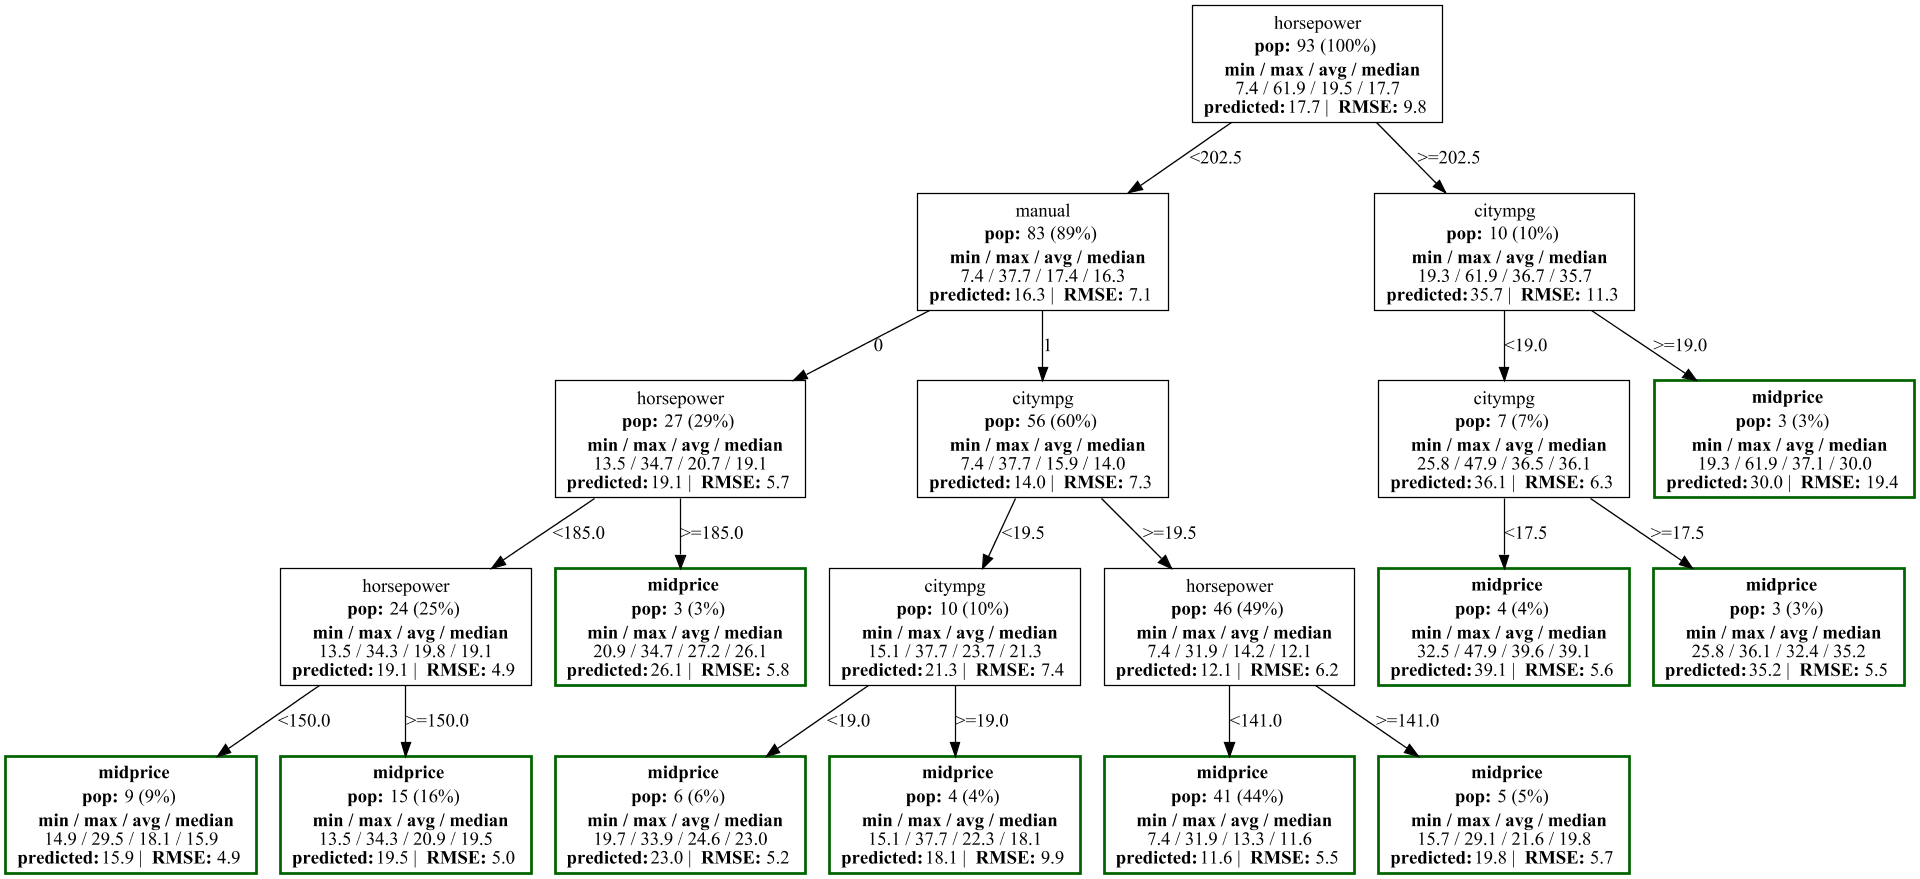 horsepower
pop: 93 (100%)
min / max / avg / median
7.4 / 61.9 / 19.5 / 17.7
predicted: 17.7 | RMSE: 9.8
<202.5
>=202.5
manual
pop: 83 (89%)
min / max / avg / median
7.4 / 37.7 / 17.4 / 16.3
predicted: 16.3 | RMSE: 7.1
citympg
pop: 10 (10%)
min / max / avg / median
19.3 / 61.9 / 36.7 / 35.7
predicted: 35.7 | RMSE: 11.3
0
1
<19.0
>=19.0
horsepower
pop: 27 (29%)
min / max / avg / median
13.5 / 34.7 / 20.7 / 19.1
predicted: 19.1 | RMSE: 5.7
citympg
pop: 56 (60%)
min / max / avg / median
7.4 / 37.7 / 15.9 / 14.0
predicted: 14.0 | RMSE: 7.3
citympg
pop: 7 (7%)
min / max / avg / median
25.8 / 47.9 / 36.5 / 36.1
predicted: 36.1 | RMSE: 6.3
midprice
pop: 3 (3%)
min / max / avg / median
19.3 / 61.9 / 37.1 / 30.0
predicted: 30.0 | RMSE: 19.4
<185.0
>=185.0
<19.5
>=19.5
<17.5
>=17.5
horsepower
pop: 24 (25%)
min / max / avg / median
13.5 / 34.3 / 19.8 / 19.1
predicted: 19.1 | RMSE: 4.9
midprice
pop: 3 (3%)
min / max / avg / median
20.9 / 34.7 / 27.2 / 26.1
predicted: 26.1 | RMSE: 5.8
citympg
pop: 10 (10%)
min / max / avg / median
15.1 / 37.7 / 23.7 / 21.3
predicted: 21.3 | RMSE: 7.4
horsepower
pop: 46 (49%)
min / max / avg / median
7.4 / 31.9 / 14.2 / 12.1
predicted: 12.1 | RMSE: 6.2
midprice
pop: 4 (4%)
min / max / avg / median
32.5 / 47.9 / 39.6 / 39.1
predicted: 39.1 | RMSE: 5.6
midprice
pop: 3 (3%)
min / max / avg / median
25.8 / 36.1 / 32.4 / 35.2
predicted: 35.2 | RMSE: 5.5
<150.0
>=150.0
<19.0
>=19.0
<141.0
>=141.0
midprice
pop: 9 (9%)
min / max / avg / median
14.9 / 29.5 / 18.1 / 15.9
predicted: 15.9 | RMSE: 4.9
midprice
pop: 15 (16%)
min / max / avg / median
13.5 / 34.3 / 20.9 / 19.5
predicted: 19.5 | RMSE: 5.0
midprice
pop: 6 (6%)
min / max / avg / median
19.7 / 33.9 / 24.6 / 23.0
predicted: 23.0 | RMSE: 5.2
midprice
pop: 4 (4%)
min / max / avg / median
15.1 / 37.7 / 22.3 / 18.1
predicted: 18.1 | RMSE: 9.9
midprice
pop: 41 (44%)
min / max / avg / median
7.4 / 31.9 / 13.3 / 11.6
predicted: 11.6 | RMSE: 5.5
midprice
pop: 5 (5%)
min / max / avg / median
15.7 / 29.1 / 21.6 / 19.8
predicted: 19.8 | RMSE: 5.7